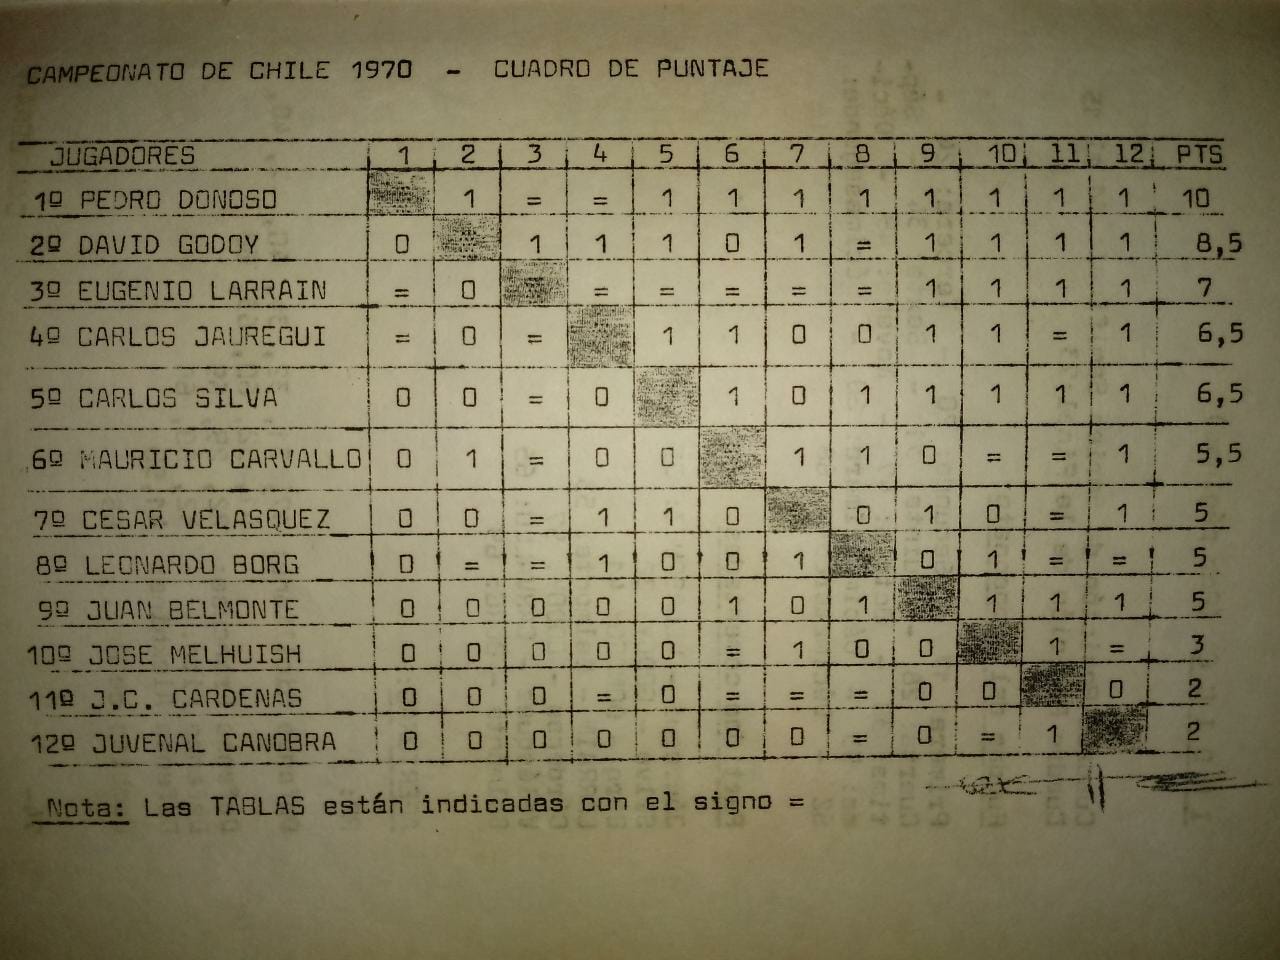 CAMPEONATO DE CHILE 1970 - CUADRO DE PUNTAJE
JUGADORES 1 2 3 4 5 6 7 8 9 10 11 12 PTS
1º PEDRO DONOSO 1 = = 1 1 1 1 1 1 1 1 10
2º DAVID GODOY 0 1 1 1 0 1 = 1 1 1 1 8,5
3º EUGENIO LARRAIN = 0 = = = = = 1 1 1 1 7
4º CARLOS JAUREGUI = 0 = 1 1 0 0 1 1 = 1 6,5
5º CARLOS SILVA 0 0 = 0 1 0 1 1 1 1 1 6,5
6º MAURICIO CARVALLO 0 1 = 0 0 1 1 0 = = 1 5,5
7º CESAR VELASQUEZ 0 0 = 1 1 0 0 1 0 = 1 5
8º LEONARDO BORG 0 = = 1 0 0 1 0 1 = = 5
9º JUAN BELMONTE 0 0 0 0 0 1 0 1 1 1 1 5
10º JOSE MELHUISH 0 0 0 0 0 = 1 0 0 1 = 3
11º J.C. CARDENAS 0 0 0 = 0 = = = 0 0 0 2
12º JUVENAL CANOBRA 0 0 0 0 0 0 0 = 0 = 1 2
Nota: Las TABLAS están indicadas con el signo =